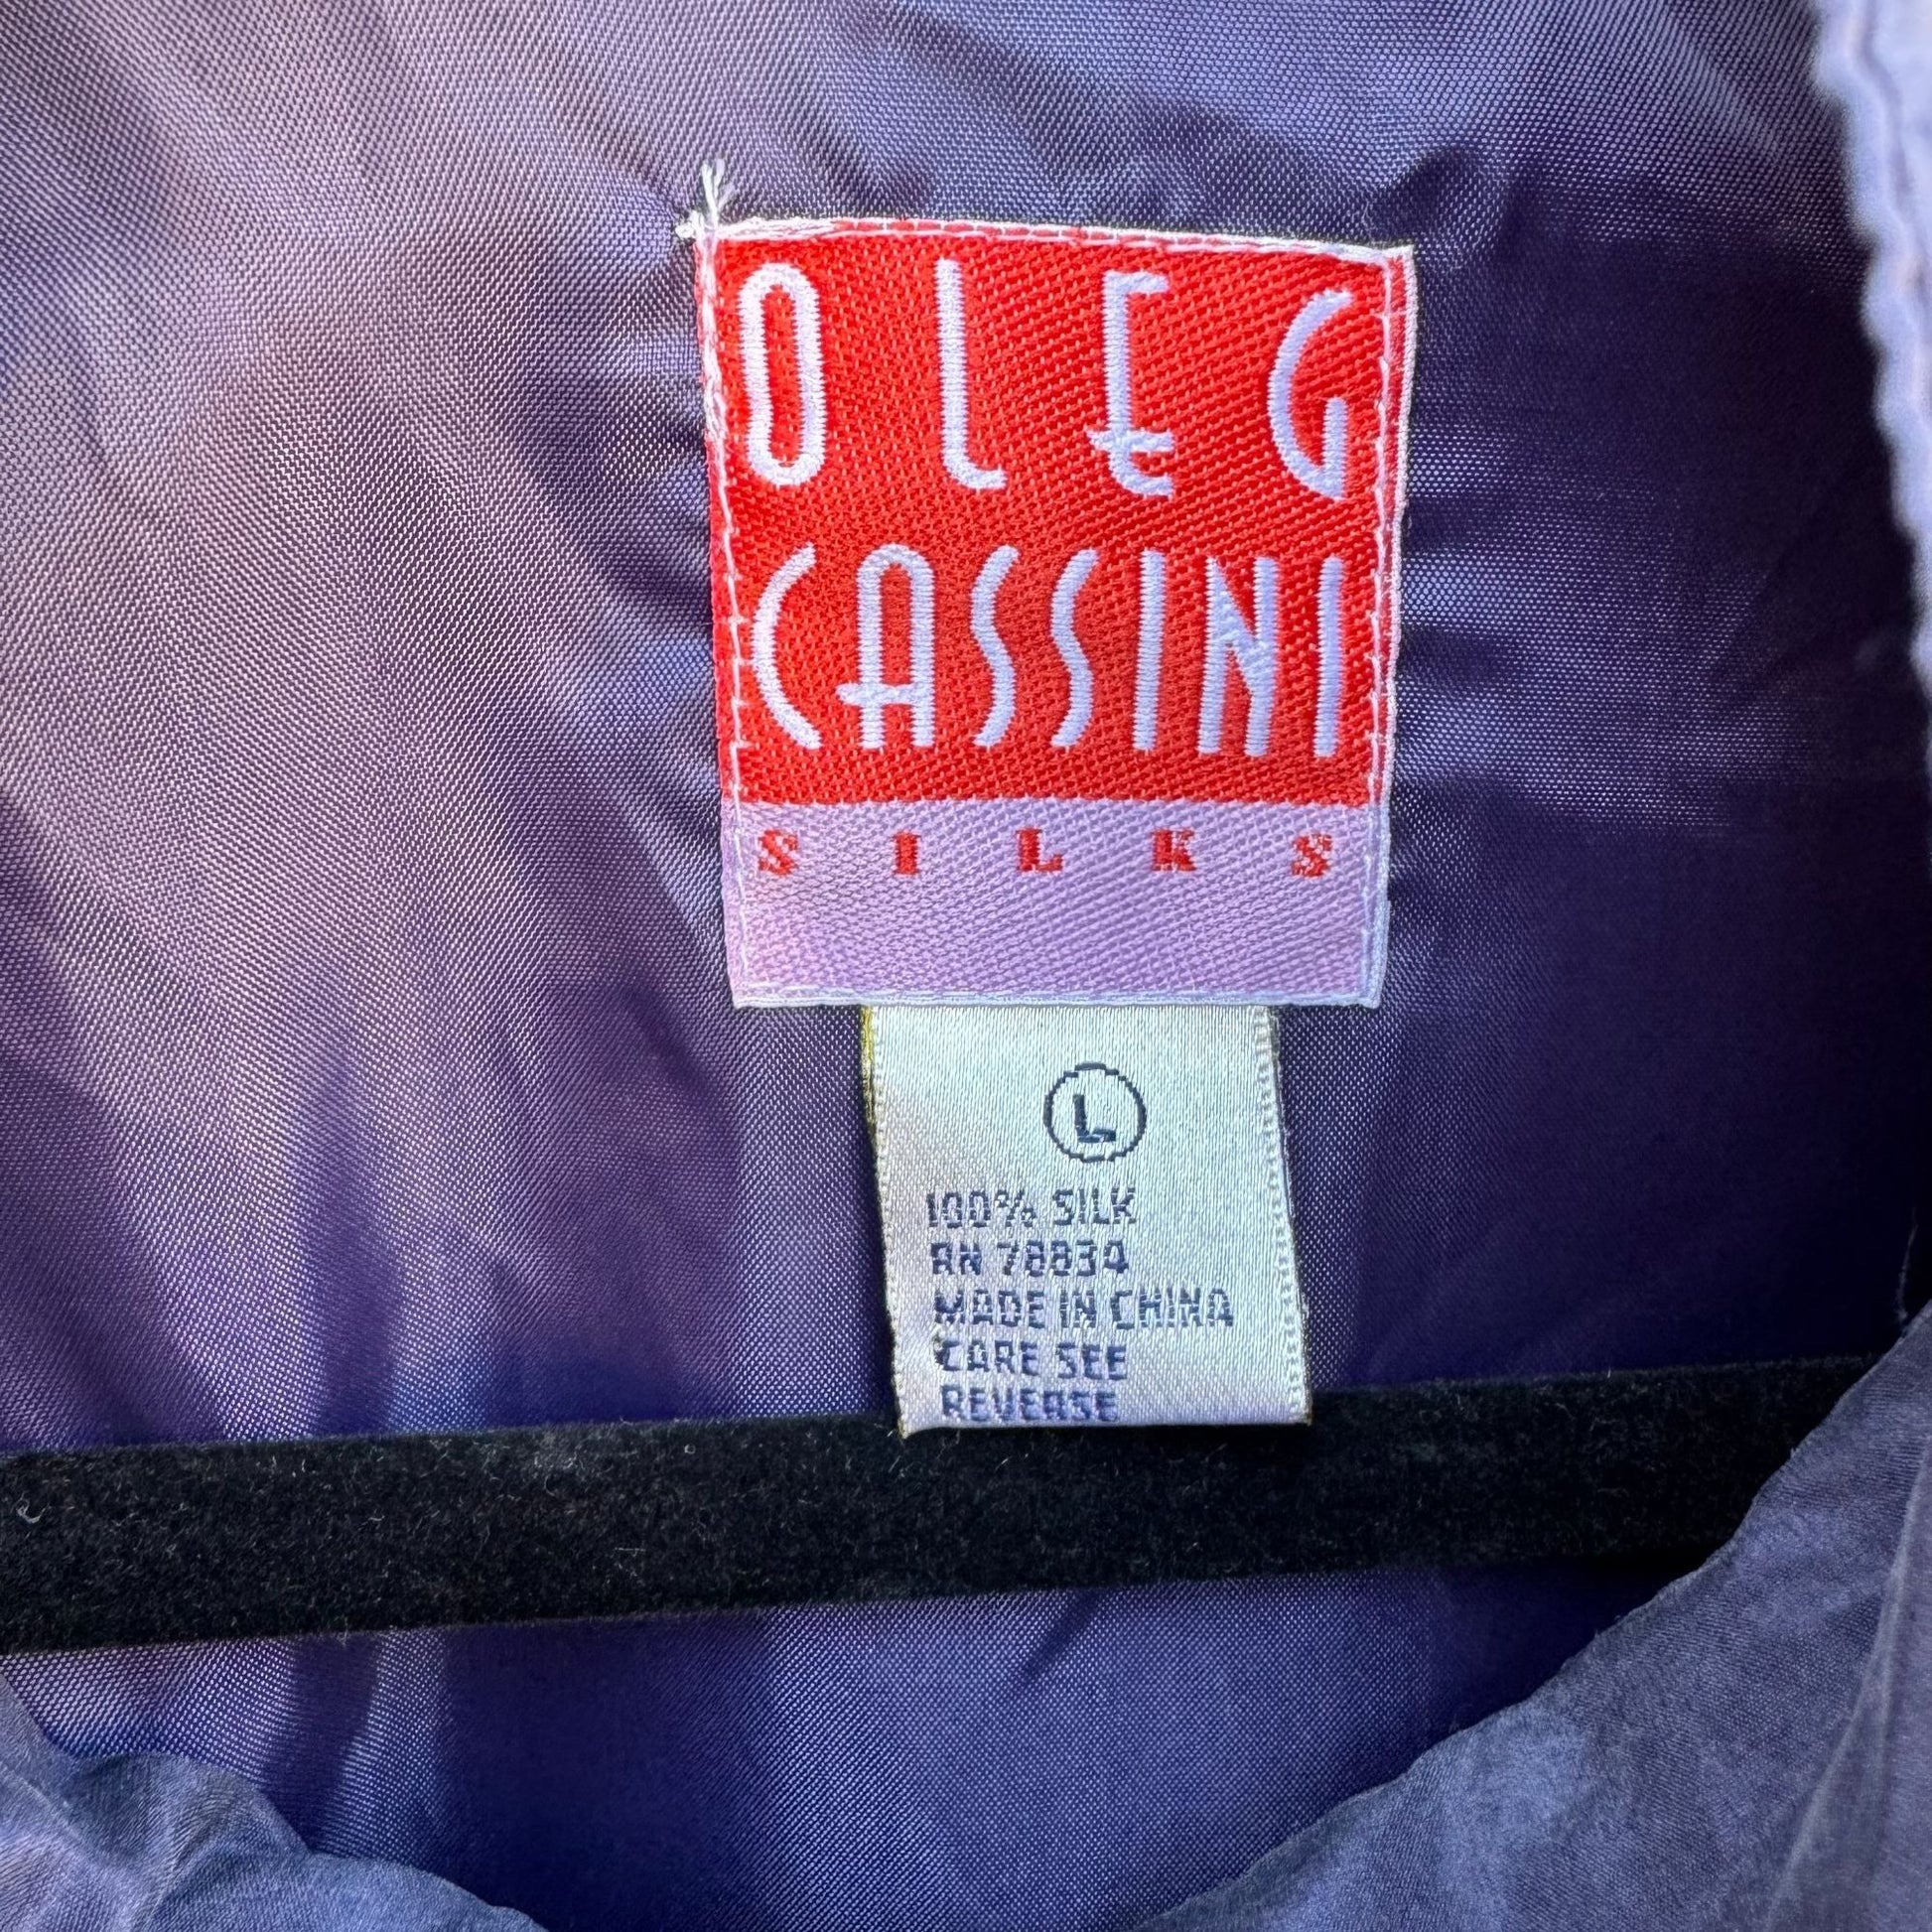 OLEG
CASSINI
SILKS
L
100% SILK
RN 78834
MADE IN CHINA
CARE SEE
REVERSE